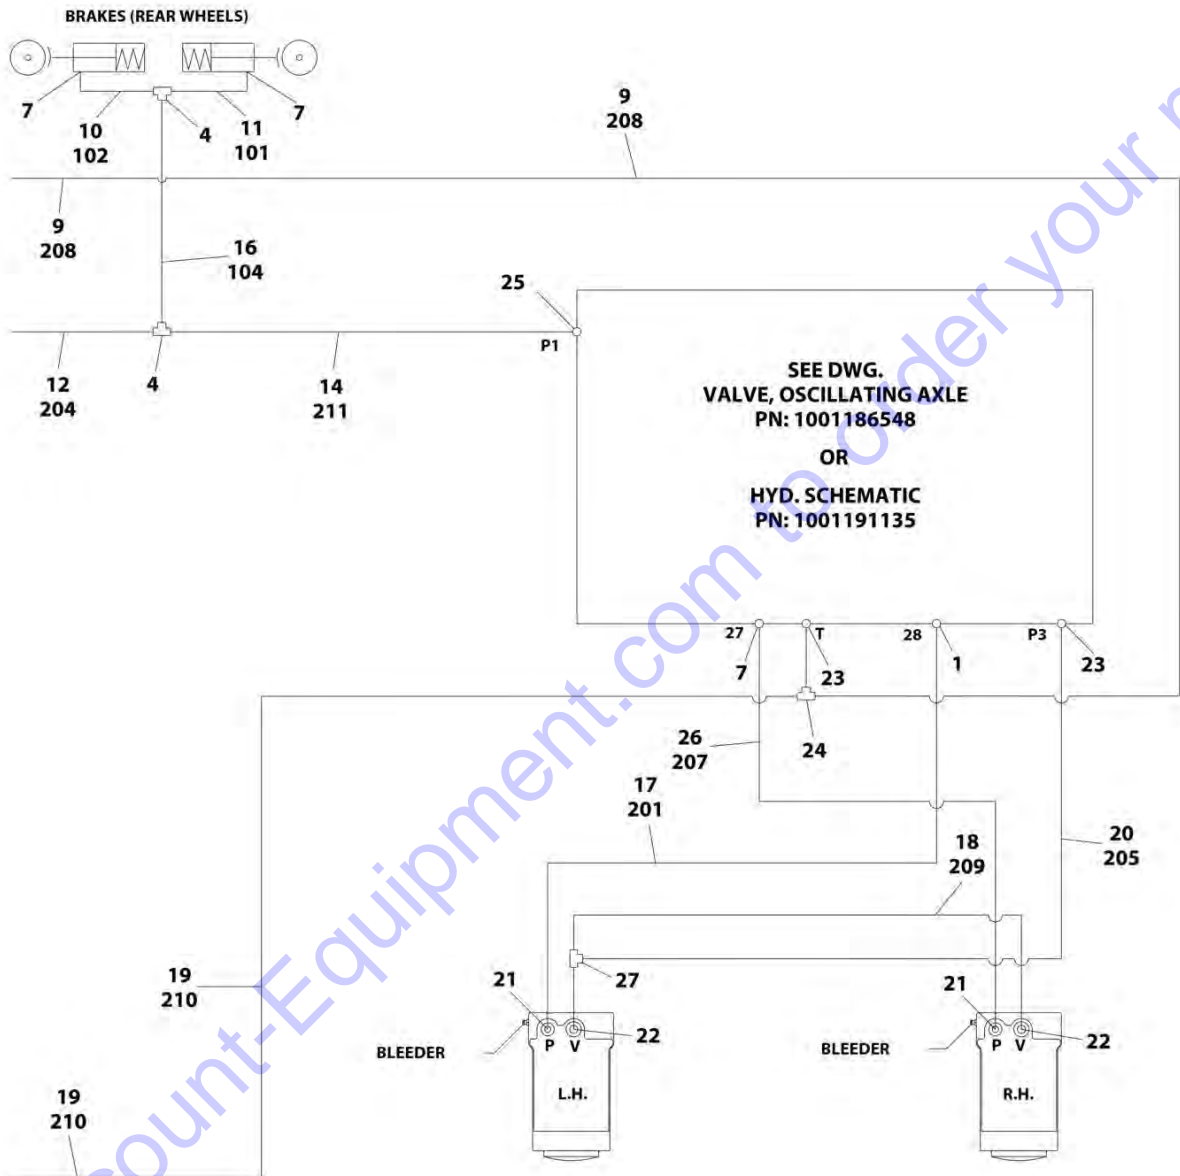 BRAKES (REAR WHEELS)
7
10
102
4
11
101
7
9
208
9
208
16
104
25
P1
12
204
4
14
211
SEE DWG.
VALVE, OSCILLATING AXLE
PN: 1001186548
OR
HYD. SCHEMATIC
PN: 1001191135
27
T
28
P3
7
23
1
23
26
207
24
17
201
18
209
20
205
19
210
21
27
21
BLEEDER
P
V
22
BLEEDER
P
V
22
L.H.
R.H.
19
210
count-Equipment.com to order your p